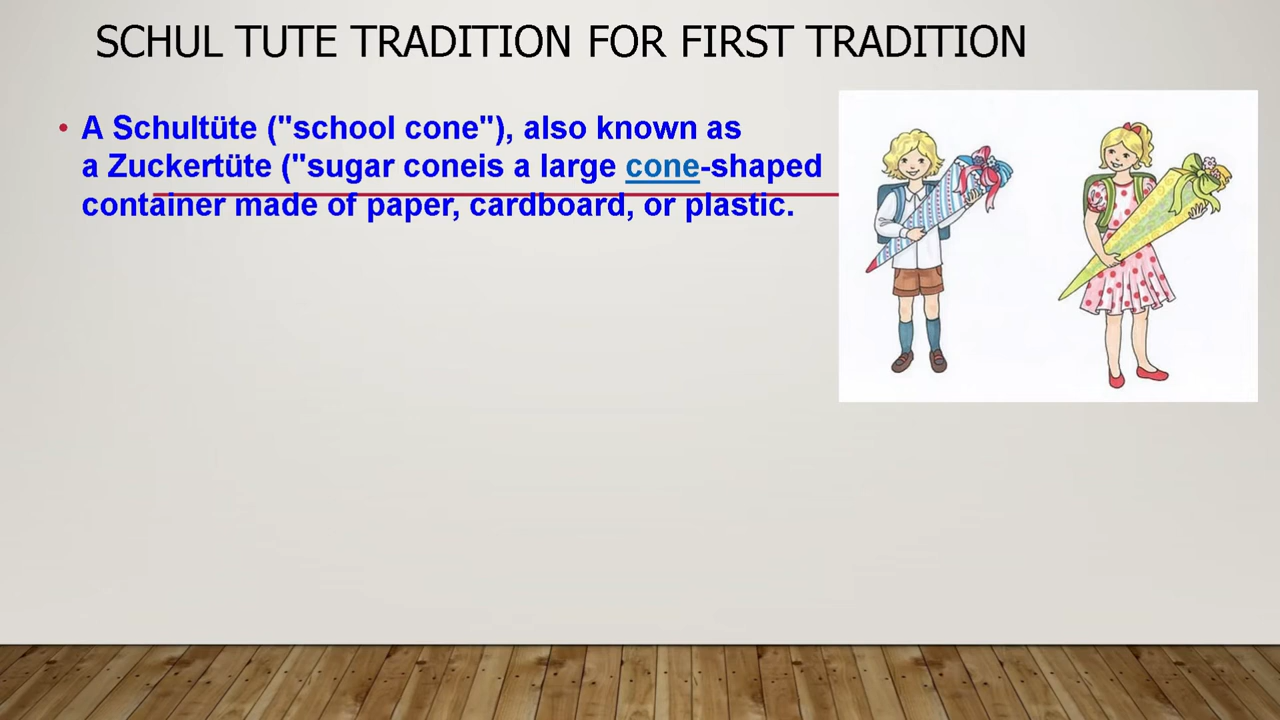 SCHUL TUTE TRADITION FOR FIRST TRADITION
• A Schultüte ("school cone"), also known as
a Zuckertüte ("sugar coneis a large cone-shaped
container made of paper, cardboard, or plastic.